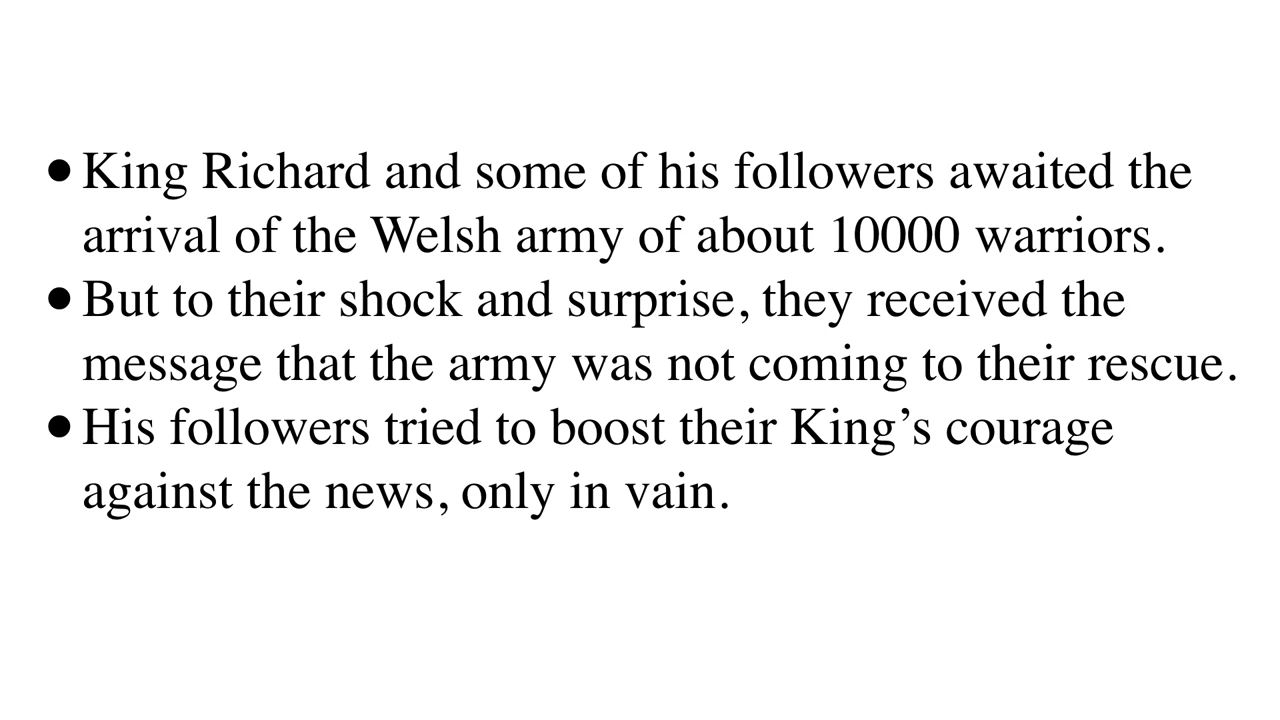 • King Richard and some of his followers awaited the
arrival of the Welsh army of about 10000 warriors.
• But to their shock and surprise, they received the
message that the army was not coming to their rescue.
• His followers tried to boost their King’s courage
against the news, only in vain.